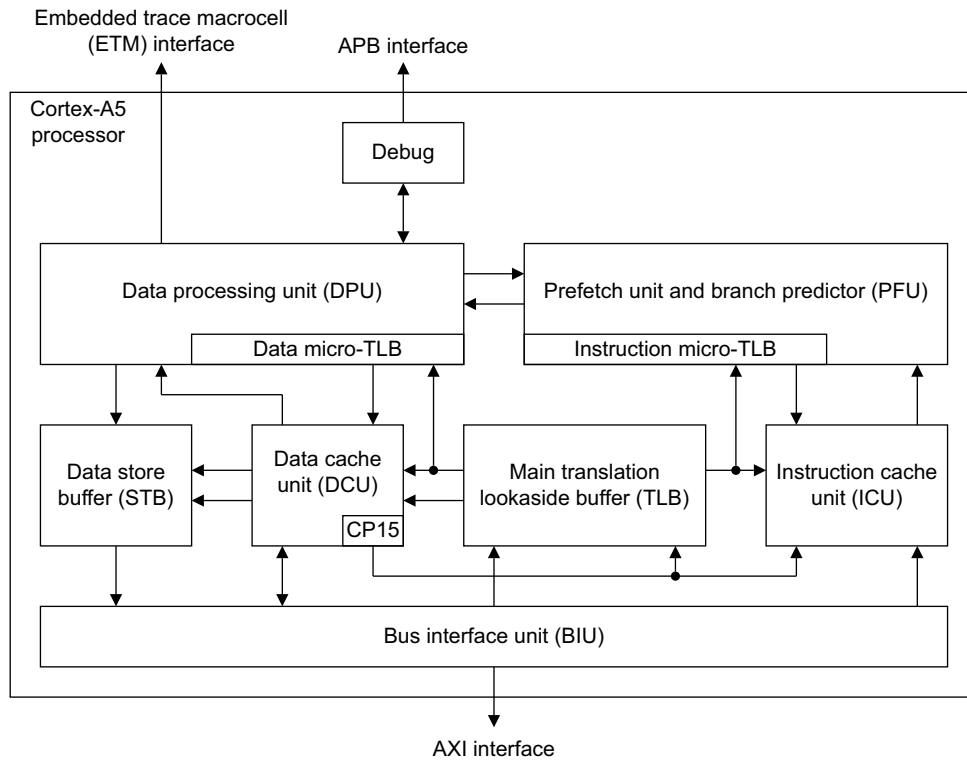 Embedded trace macrocell
(ETM) interface
APB interface
Cortex-A5
processor
Debug
Data processing unit (DPU)
Prefetch unit and branch predictor (PFU)
Data micro-TLB
Instruction micro-TLB
Data store
buffer (STB)
Data cache
unit (DCU)
CP15
Main translation
lookaside buffer (TLB)
Instruction cache
unit (ICU)
Bus interface unit (BIU)
AXI interface